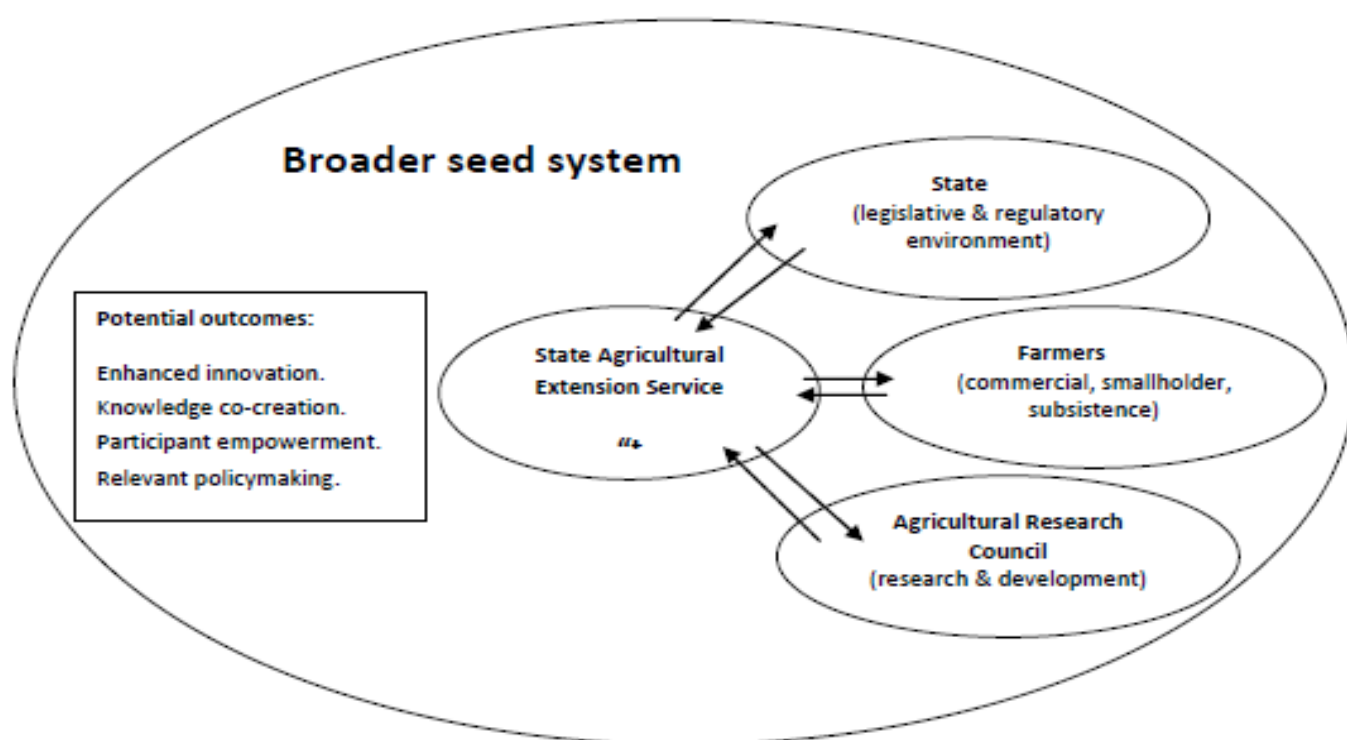 Broader seed system
State
(legislative & regulatory
environment)
Potential outcomes:
Enhanced innovation.
Knowledge co-creation.
Participant empowerment.
Relevant policymaking.
State Agricultural
Extension Service
Farmers
(commercial, smallholder,
subsistence)
Agricultural Research
Council
(research & development)